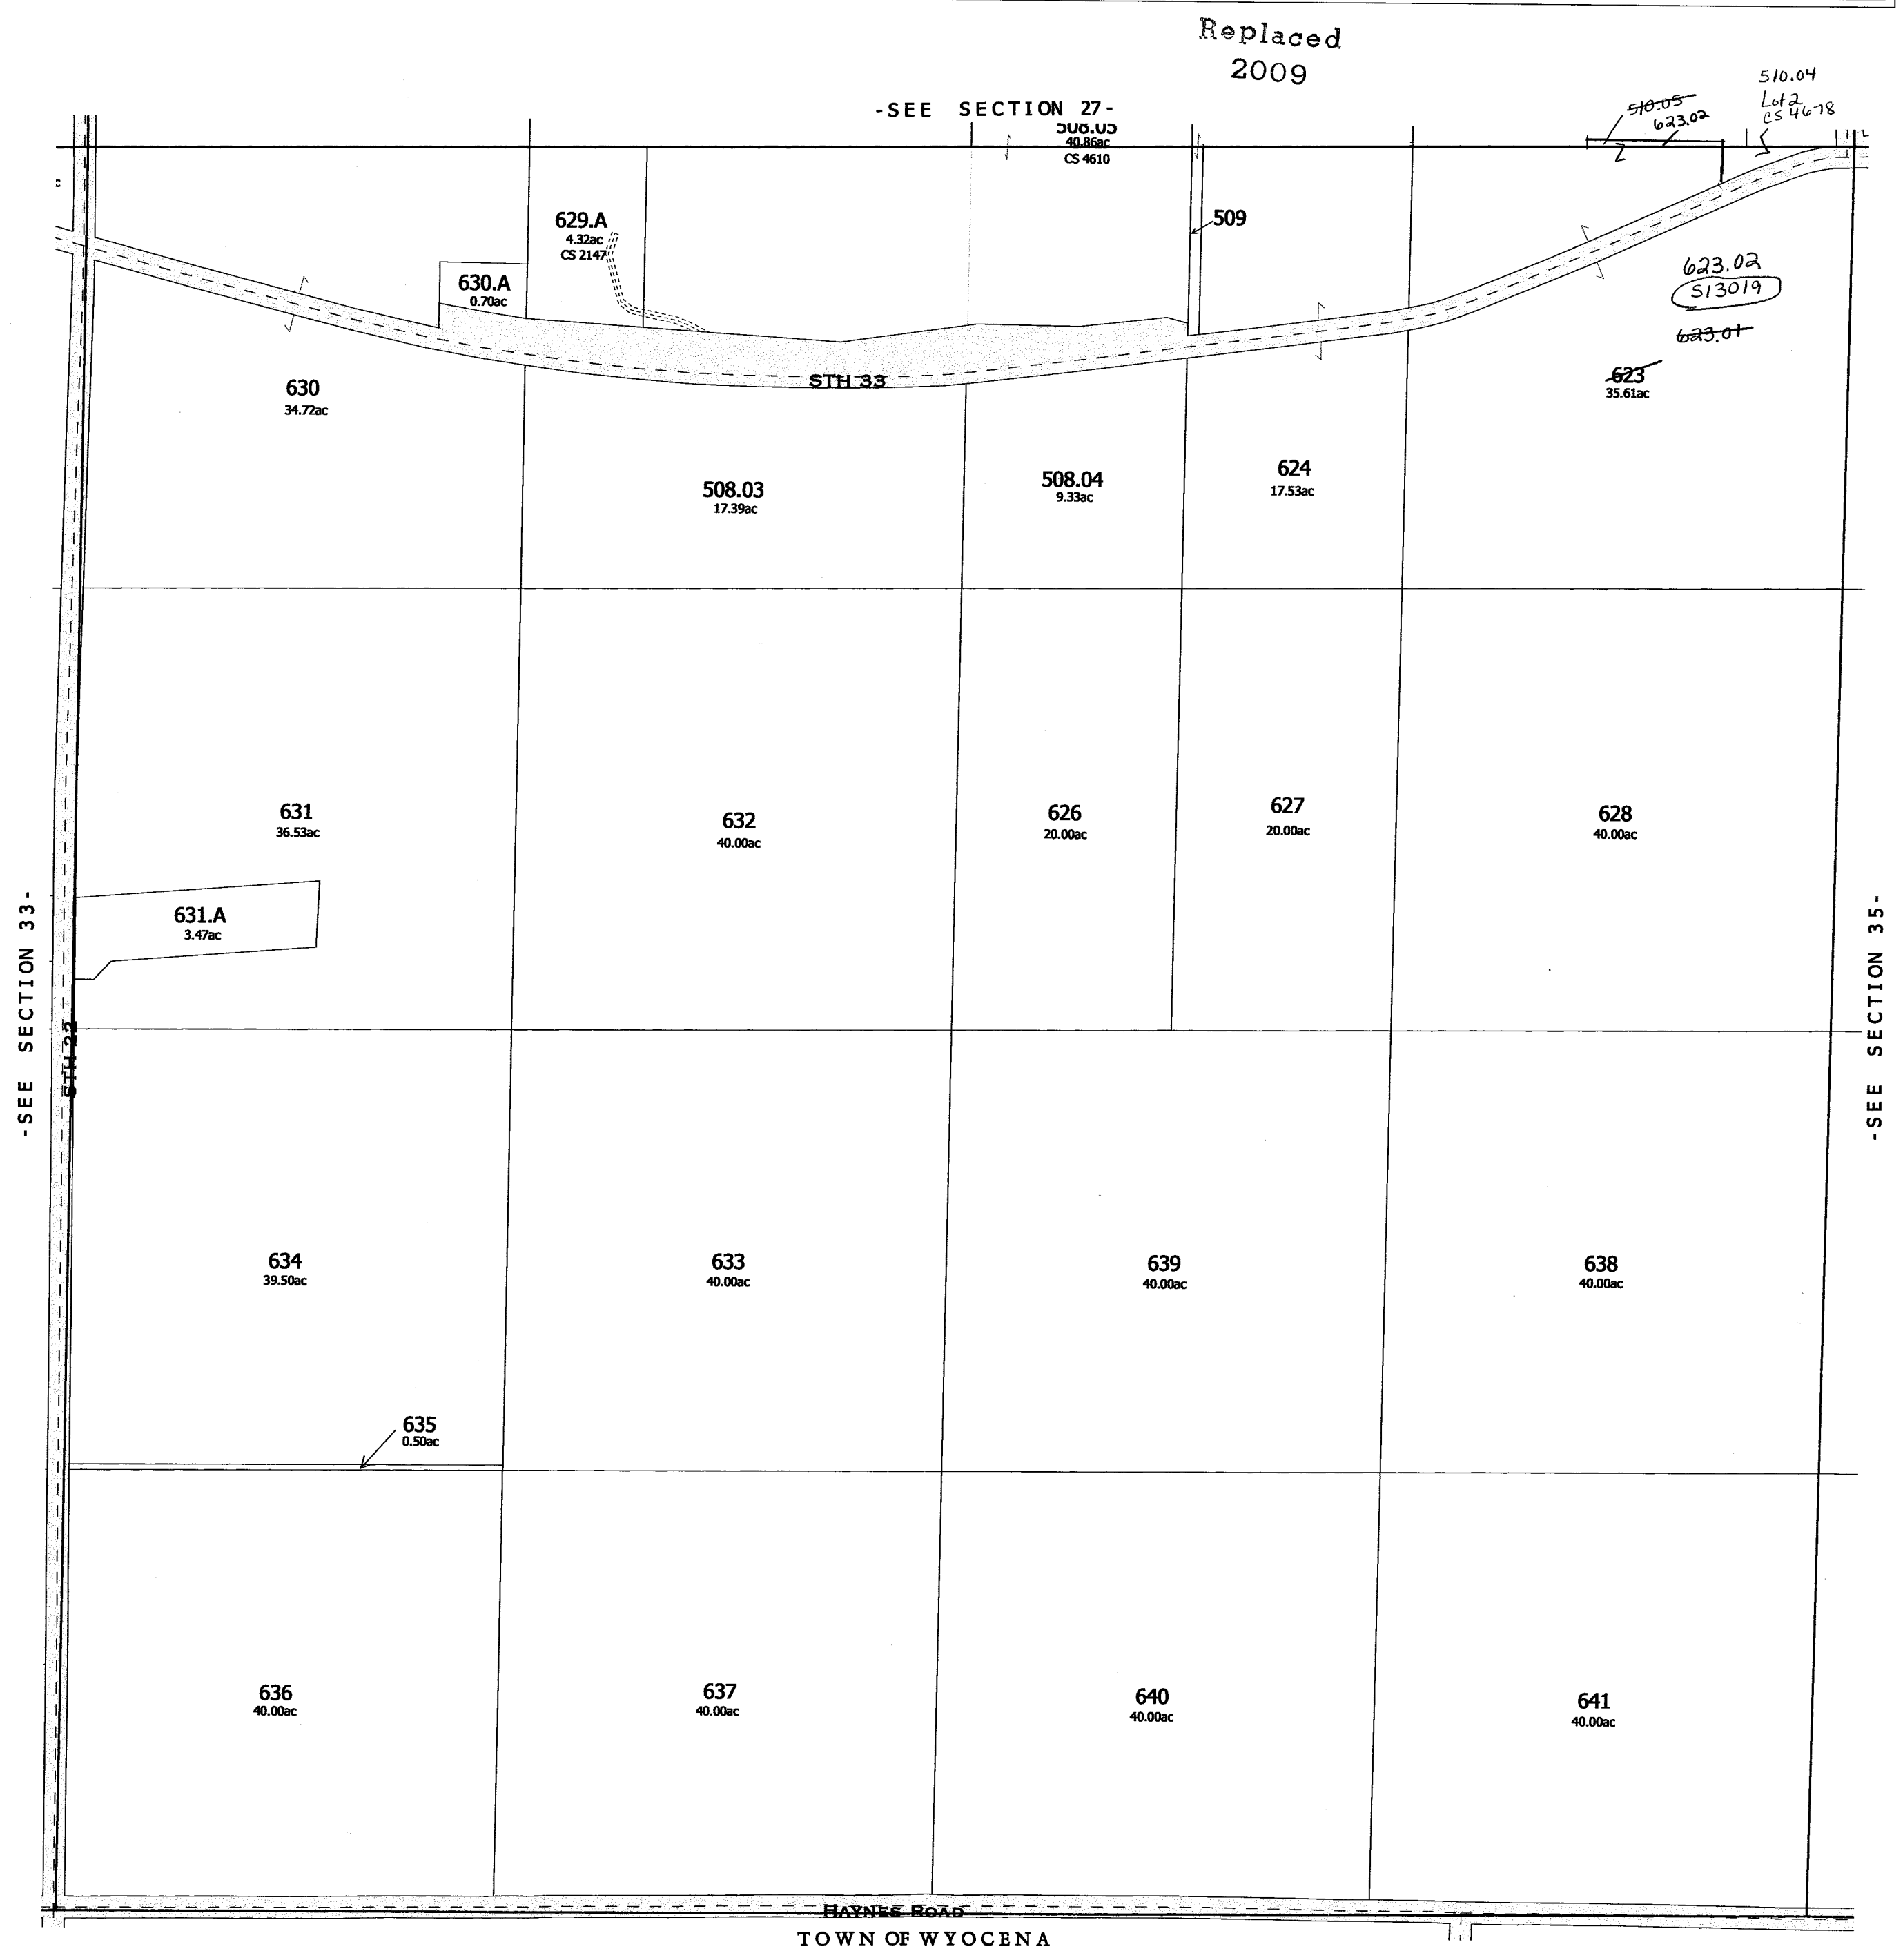 Replaced
2009
510.04
Lot 2
CS 4678
510.05
623.02
-SEE SECTION 27-
508.05
40.86ac
CS 4610
2
629.A
4.32ac
CS 2147
509
630.A
0.70ac
623.02
S13019
623.01
623
35.61ac
STH 33
630
34.72ac
508.03
17.39ac
508.04
9.33ac
624
17.53ac
631
36.53ac
632
40.00ac
626
20.00ac
627
20.00ac
628
40.00ac
631.A
3.47ac
-SEE SECTION 33-
-SEE SECTION 35-
STH 22
634
39.50ac
633
40.00ac
639
40.00ac
638
40.00ac
635
0.50ac
636
40.00ac
637
40.00ac
640
40.00ac
641
40.00ac
HAYNES ROAD
TOWN OF WYOCENA